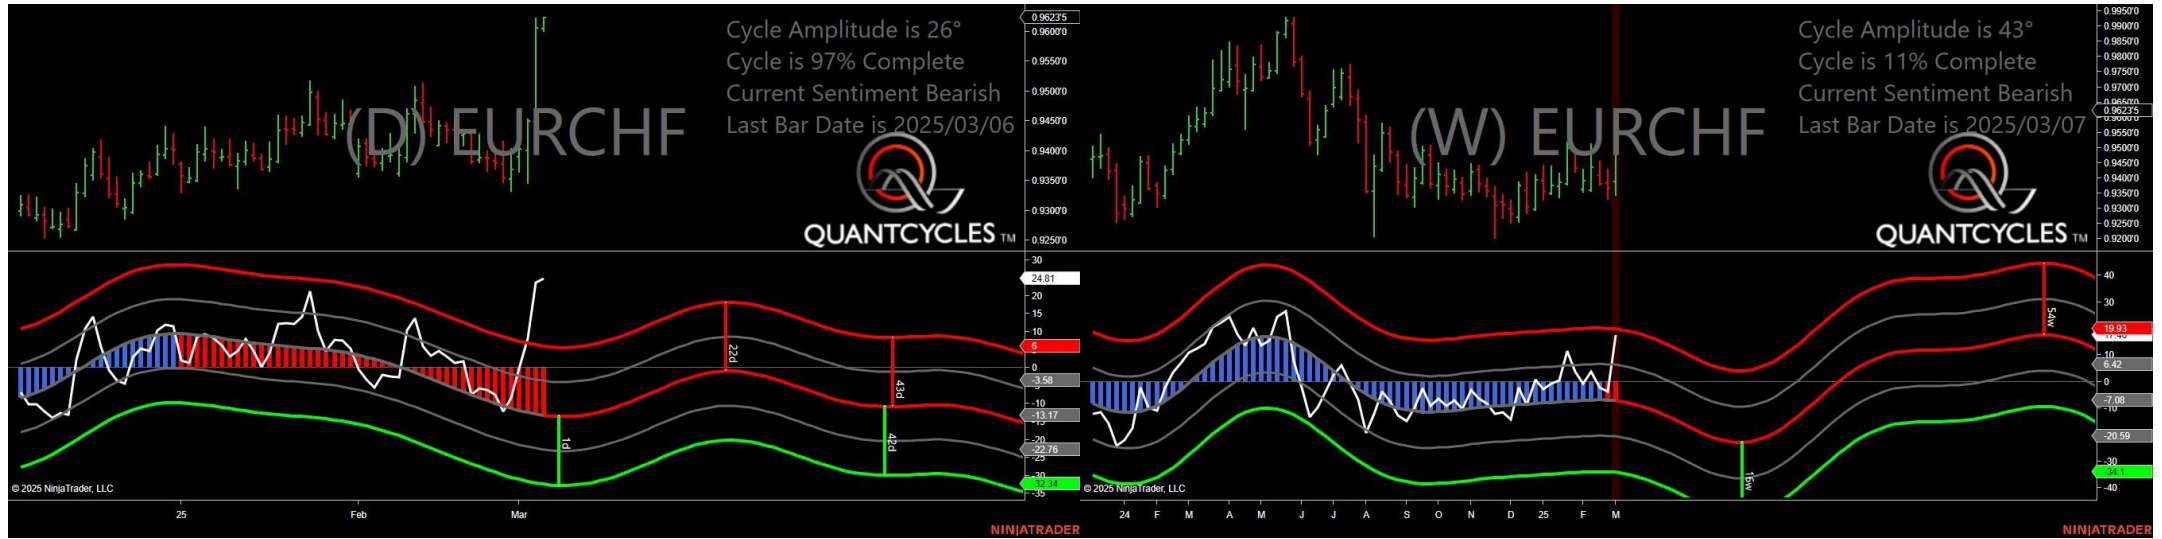 Cycle Amplitude is 26°
Cycle is 97% Complete
Current Sentiment Bearish
Last Bar Date is 2025/03/06
(D) EURCHF
QUANTCYCLES TM
0.9623'5
0.9600'0
0.9550'0
0.9500'0
0.9450'0
0.9400'0
0.9350'0
0.9300'0
0.9250'0
30
24.81
20
15
10
6
0
-3.58
-10
-13.17
-20
-22.76
-25
-30
-32.34
-35
22d
43d
1d
42d
© 2025 NinjaTrader, LLC
25
Feb
Mar
NINJATRADER
Cycle Amplitude is 43°
Cycle is 11% Complete
Current Sentiment Bearish
Last Bar Date is 2025/03/07
(W) EURCHF
QUANTCYCLES TM
0.9950'0
0.9900'0
0.9850'0
0.9800'0
0.9750'0
0.9700'0
0.9650'0
0.9623'5
0.9550'0
0.9500'0
0.9450'0
0.9400'0
0.9350'0
0.9300'0
0.9250'0
0.9200'0
40
30
19.93
10
6.42
0
-7.08
-10
-20.59
-30
-34.1
-40
54w
16w
© 2025 NinjaTrader, LLC
24 F M A M J J A S O N D 25 F M
NINJATRADER